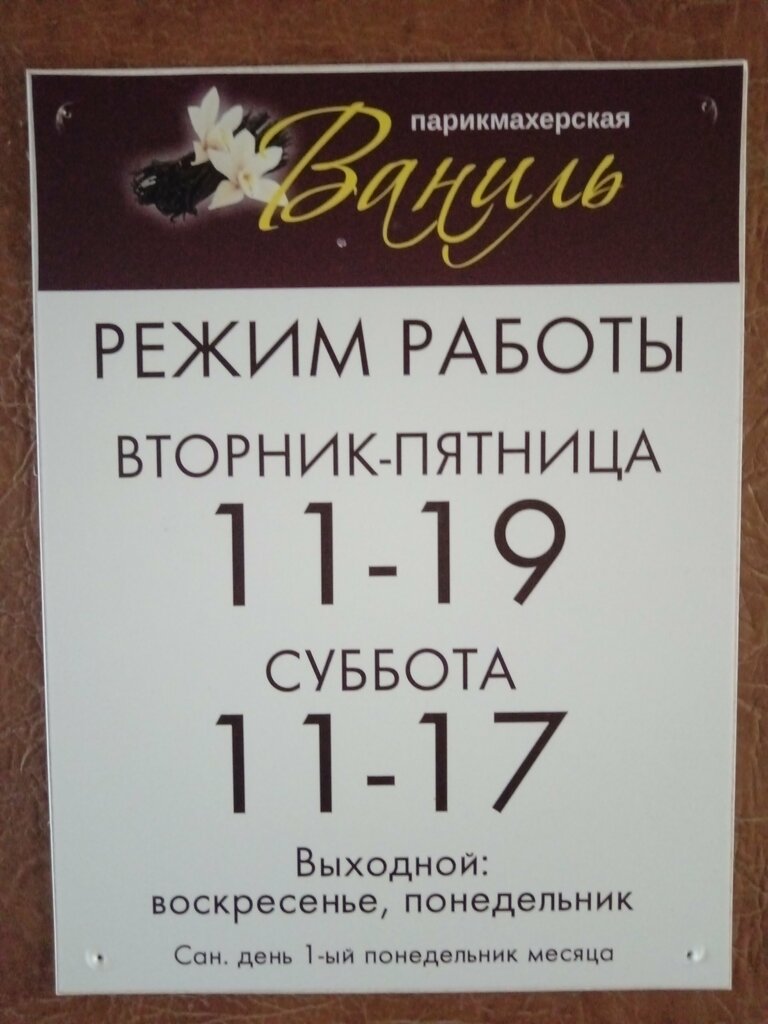 парикмахерская
Ваниль
РЕЖИМ РАБОТЫ
ВТОРНИК-ПЯТНИЦА
11-19
СУББОТА
11-17
Выходной:
воскресенье, понедельник
Сан. день 1-ый понедельник месяца